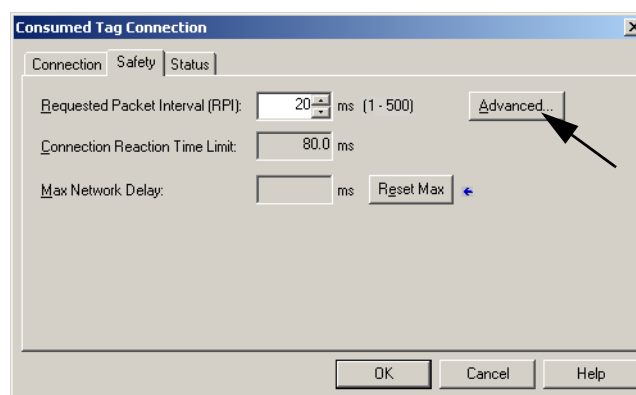 Consumed Tag Connection
Connection Safety Status
Requested Packet Interval (RPI): 20 ms (1 - 500) Advanced...
Connection Reaction Time Limit: 80.0 ms
Max Network Delay: ms Reset Max
OK Cancel Help